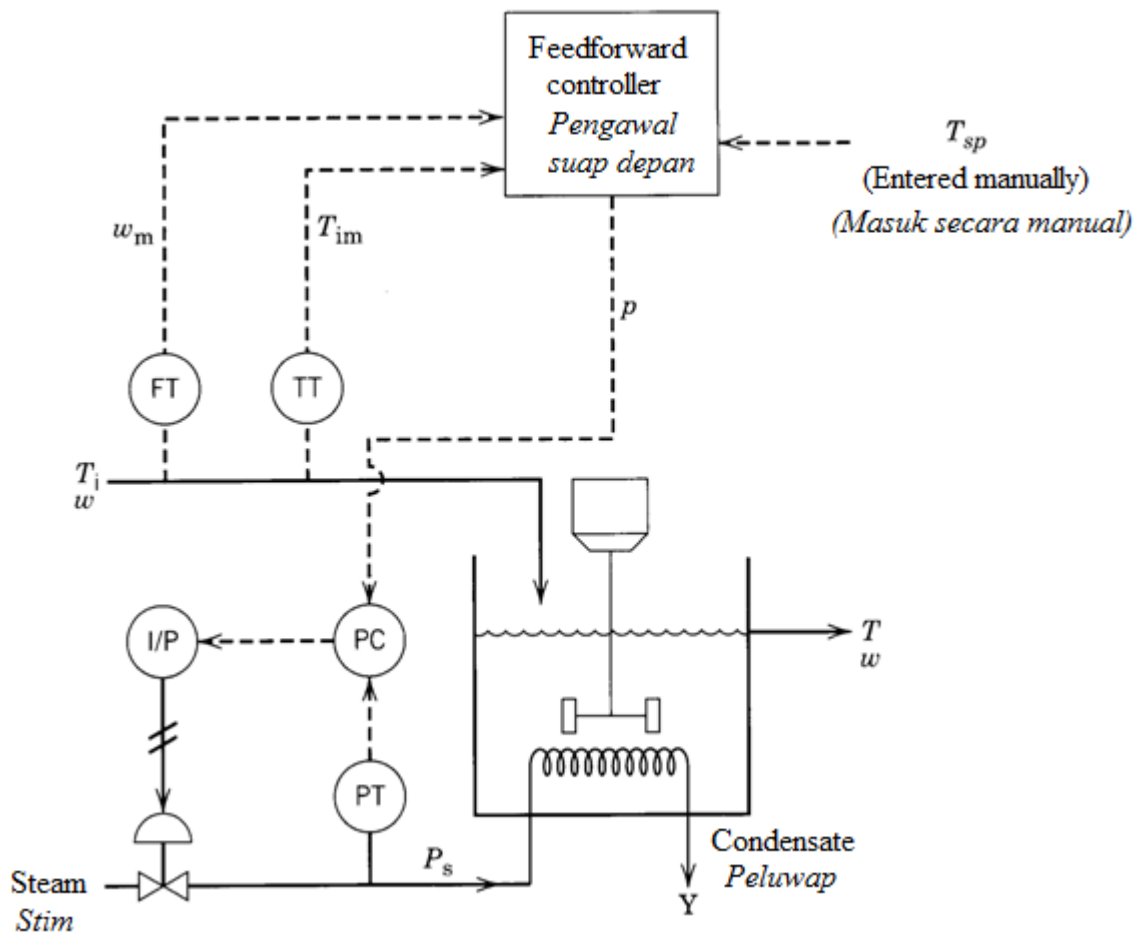 Feedforward
controller
Pengawal
suap depan
T_sp
(Entered manually)
(Masuk secara manual)
w_m
T_im
p
FT
TT
T_i
w
I/P
PC
T
w
PT
P_s
Steam
Stim
Condensate
Peluwap
Y